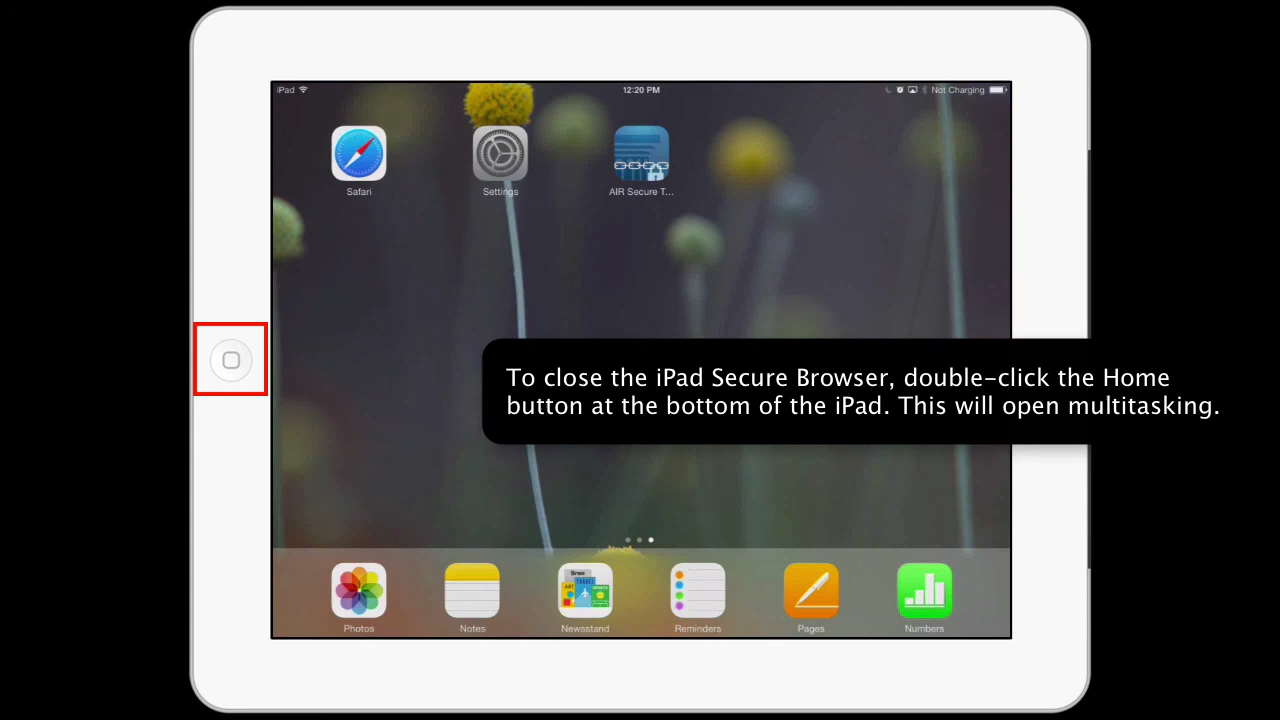 iPad
12:20 PM
Not Charging
Safari
Settings
AIR Secure T...
To close the iPad Secure Browser, double-click the Home
button at the bottom of the iPad. This will open multitasking.
Photos
Notes
Newsstand
Reminders
Pages
Numbers